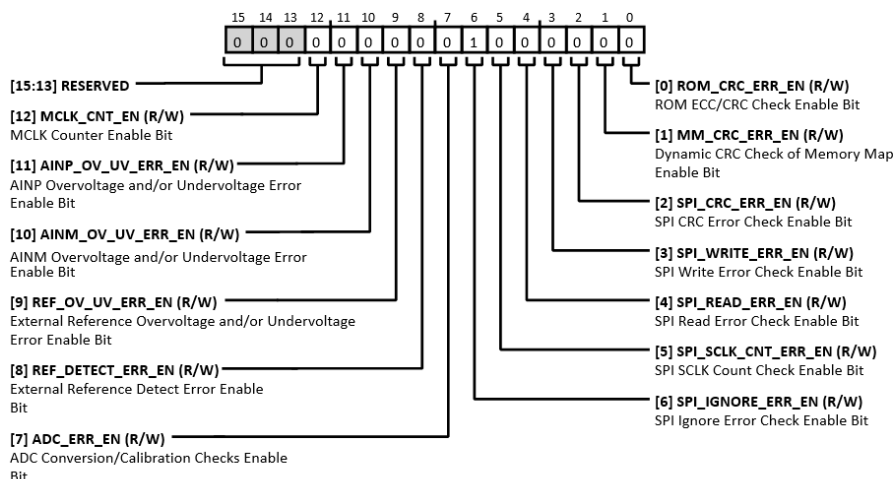 15 14 13 12 11 10 9 8 7 6 5 4 3 2 1 0
0 0 0 0 0 0 0 0 0 1 0 0 0 0 0 0
[15:13] RESERVED
[12] MCLK_CNT_EN (R/W)
MCLK Counter Enable Bit
[11] AINP_OV_UV_ERR_EN (R/W)
AINP Overvoltage and/or Undervoltage Error
Enable Bit
[10] AINM_OV_UV_ERR_EN (R/W)
AINM Overvoltage and/or Undervoltage Error
Enable Bit
[9] REF_OV_UV_ERR_EN (R/W)
External Reference Overvoltage and/or Undervoltage
Error Enable Bit
[8] REF_DETECT_ERR_EN (R/W)
External Reference Detect Error Enable
Bit
[7] ADC_ERR_EN (R/W)
ADC Conversion/Calibration Checks Enable
Bit
[0] ROM_CRC_ERR_EN (R/W)
ROM ECC/CRC Check Enable Bit
[1] MM_CRC_ERR_EN (R/W)
Dynamic CRC Check of Memory Map
Enable Bit
[2] SPI_CRC_ERR_EN (R/W)
SPI CRC Error Check Enable Bit
[3] SPI_WRITE_ERR_EN (R/W)
SPI Write Error Check Enable Bit
[4] SPI_READ_ERR_EN (R/W)
SPI Read Error Check Enable Bit
[5] SPI_SCLK_CNT_ERR_EN (R/W)
SPI SCLK Count Check Enable Bit
[6] SPI_IGNORE_ERR_EN (R/W)
SPI Ignore Error Check Enable Bit